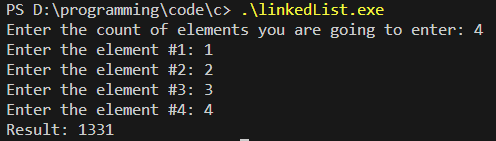 PS D:\programming\code\c> .\linkedList.exe
Enter the count of elements you are going to enter: 4
Enter the element #1: 1
Enter the element #2: 2
Enter the element #3: 3
Enter the element #4: 4
Result: 1331